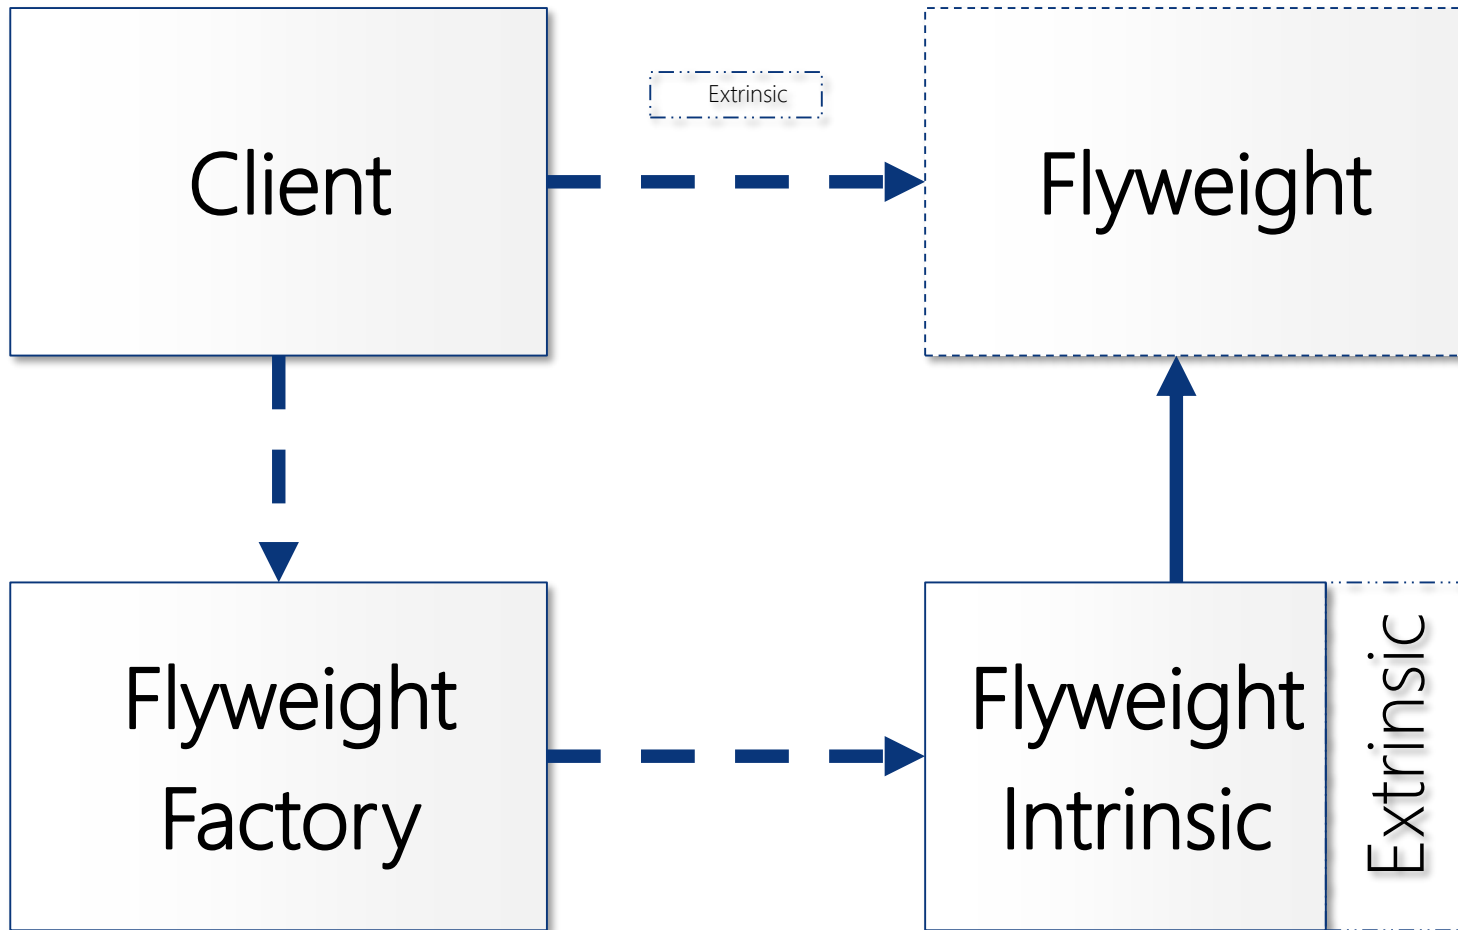 Client
Extrinsic
Flyweight
Flyweight
Factory
Flyweight
Intrinsic
Extrinsic